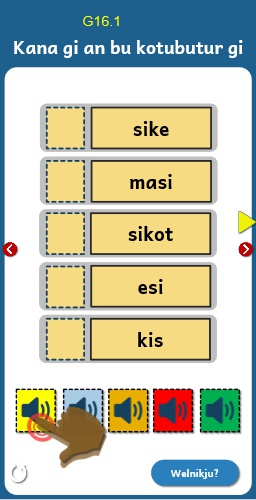 G16.1
Kana gi an bu kotubutur gi
sike
masi
sikot
esi
kis
Welnikju?